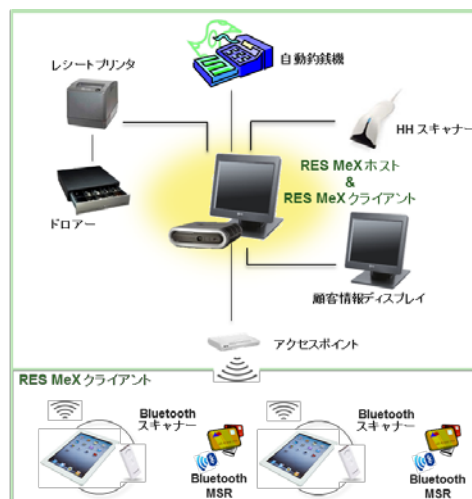 自動釣銭機
レシートプリンタ
HH スキャナー
RES MeX ホスト
&
RES MeX クライアント
ドロアー
顧客情報ディスプレイ
アクセスポイント
RES MeX クライアント
Bluetooth
スキャナー
Bluetooth
MSR
Bluetooth
スキャナー
Bluetooth
MSR